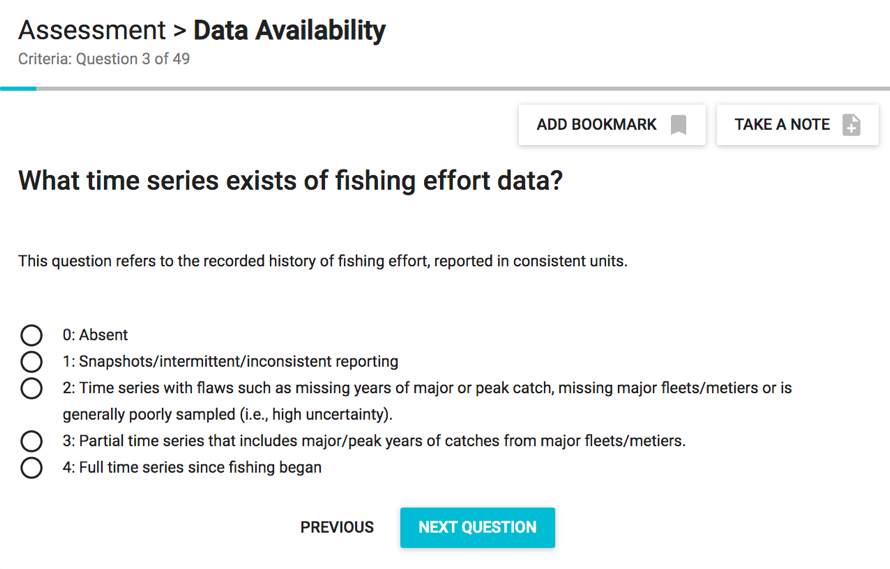 Assessment > Data Availability
Criteria: Question 3 of 49
ADD BOOKMARK
TAKE A NOTE
What time series exists of fishing effort data?
This question refers to the recorded history of fishing effort, reported in consistent units.
0: Absent
1: Snapshots/intermittent/inconsistent reporting
2: Time series with flaws such as missing years of major or peak catch, missing major fleets/metiers or is
generally poorly sampled (i.e., high uncertainty).
3: Partial time series that includes major/peak years of catches from major fleets/metiers.
4: Full time series since fishing began
PREVIOUS
NEXT QUESTION